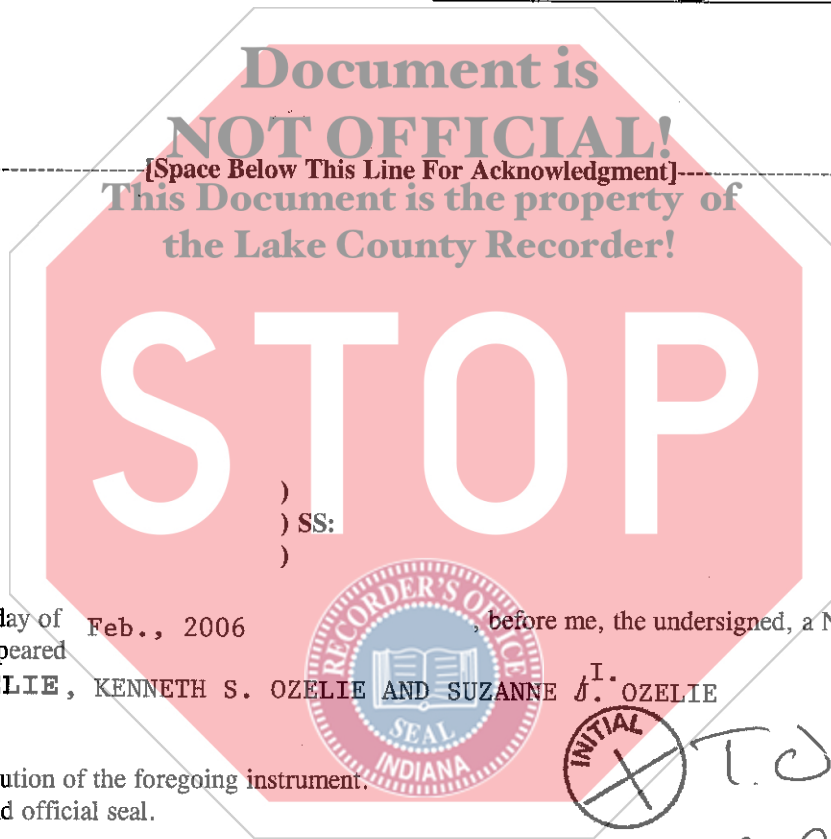 Document is
NOT OFFICIAL!
[Space Below This Line For Acknowledgment]
This Document is the property of
the Lake County Recorder!
STOP
)
) SS:
)
day of Feb., 2006 , before me, the undersigned, a N
peared
LIE, KENNETH S. OZELIE AND SUZANNE I. OZELIE
RECORDER'S OFFICE
SEAL
INDIANA
INITIAL
T.O
ution of the foregoing instrument.
d official seal.